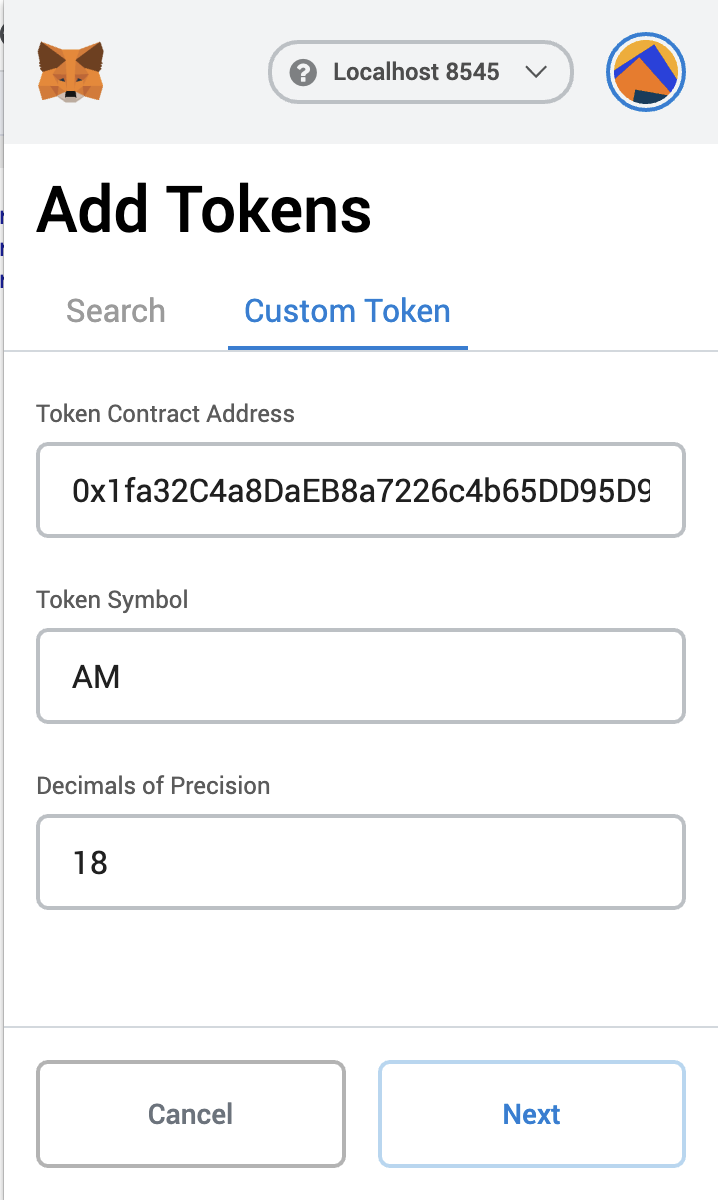 Localhost 8545
Add Tokens
Search
Custom Token
Token Contract Address
0x1fa32C4a8DaEB8a7226c4b65DD95D9
Token Symbol
AM
Decimals of Precision
18
Cancel
Next